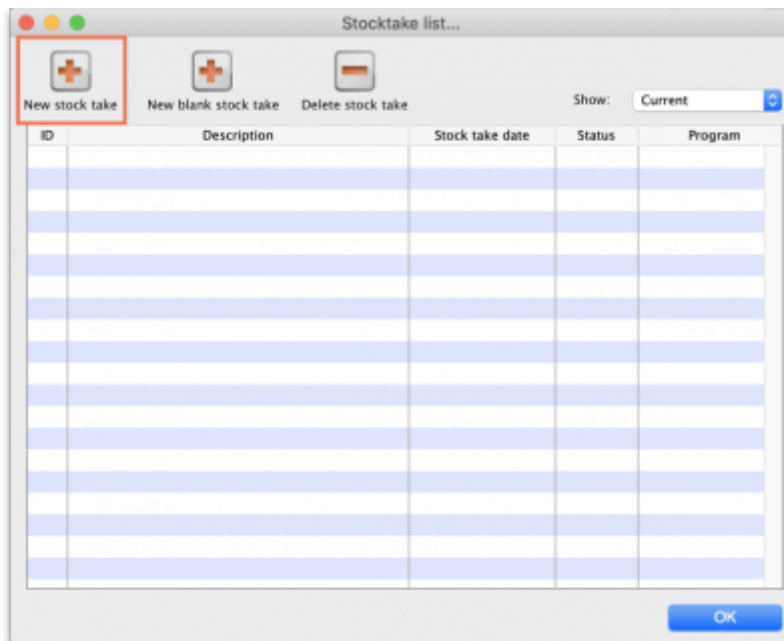 Stocktake list...
New stock take New blank stock take Delete stock take
Show: Current
ID Description Stock take date Status Program
OK